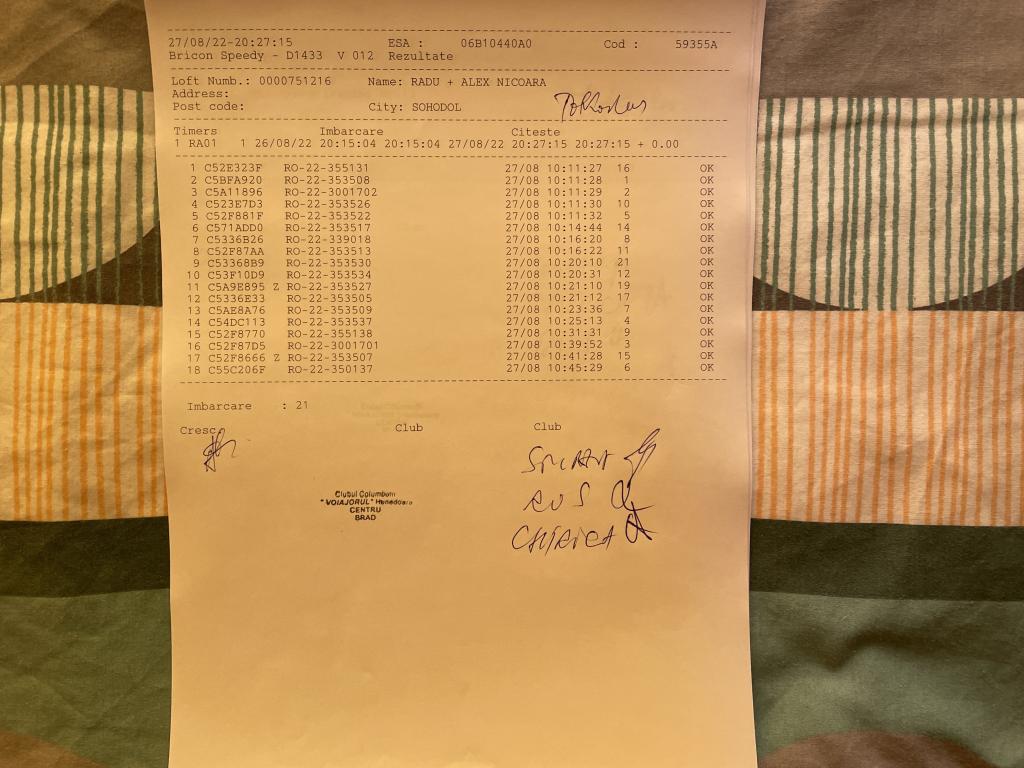 27/08/22-20:27:15 ESA : 06B10440A0 Cod : 59355A
Bricon Speedy - D1433 V 012 Rezultate
Loft Numb.: 0000751216 Name: RADU + ALEX NICOARA
Address:
Post code: City: SOHODOL
Timers Imbarcare Citeste
1 RA01 1 26/08/22 20:15:04 20:15:04 27/08/22 20:27:15 20:27:15 + 0.00
1 C52E323F RO-22-355131 27/08 10:11:27 16 OK
2 C5BFA920 RO-22-353508 27/08 10:11:28 1 OK
3 C5A11896 RO-22-3001702 27/08 10:11:29 2 OK
4 C523E7D3 RO-22-353526 27/08 10:11:30 10 OK
5 C52F881F RO-22-353522 27/08 10:11:32 5 OK
6 C571ADD0 RO-22-353517 27/08 10:14:44 14 OK
7 C5336B26 RO-22-339018 27/08 10:16:20 8 OK
8 C52F87AA RO-22-353513 27/08 10:16:22 11 OK
9 C53368B9 RO-22-353530 27/08 10:20:10 21 OK
10 C53F10D9 RO-22-353534 27/08 10:20:31 12 OK
11 C5A9E895 Z RO-22-353527 27/08 10:21:10 19 OK
12 C5336E33 RO-22-353505 27/08 10:21:12 17 OK
13 C5AE8A76 RO-22-353509 27/08 10:23:36 7 OK
14 C54DC113 RO-22-353537 27/08 10:25:13 4 OK
15 C52F8770 RO-22-355138 27/08 10:31:31 9 OK
16 C52F87D5 RO-22-3001701 27/08 10:39:52 3 OK
17 C52F8666 Z RO-22-353507 27/08 10:41:28 15 OK
18 C55C206F RO-22-350137 27/08 10:45:29 6 OK
Imbarcare : 21
Cresc. Club Club
Clubul Columbofil
"VOIAJORUL" Hunedoara
CENTRU
BRAD
RUS